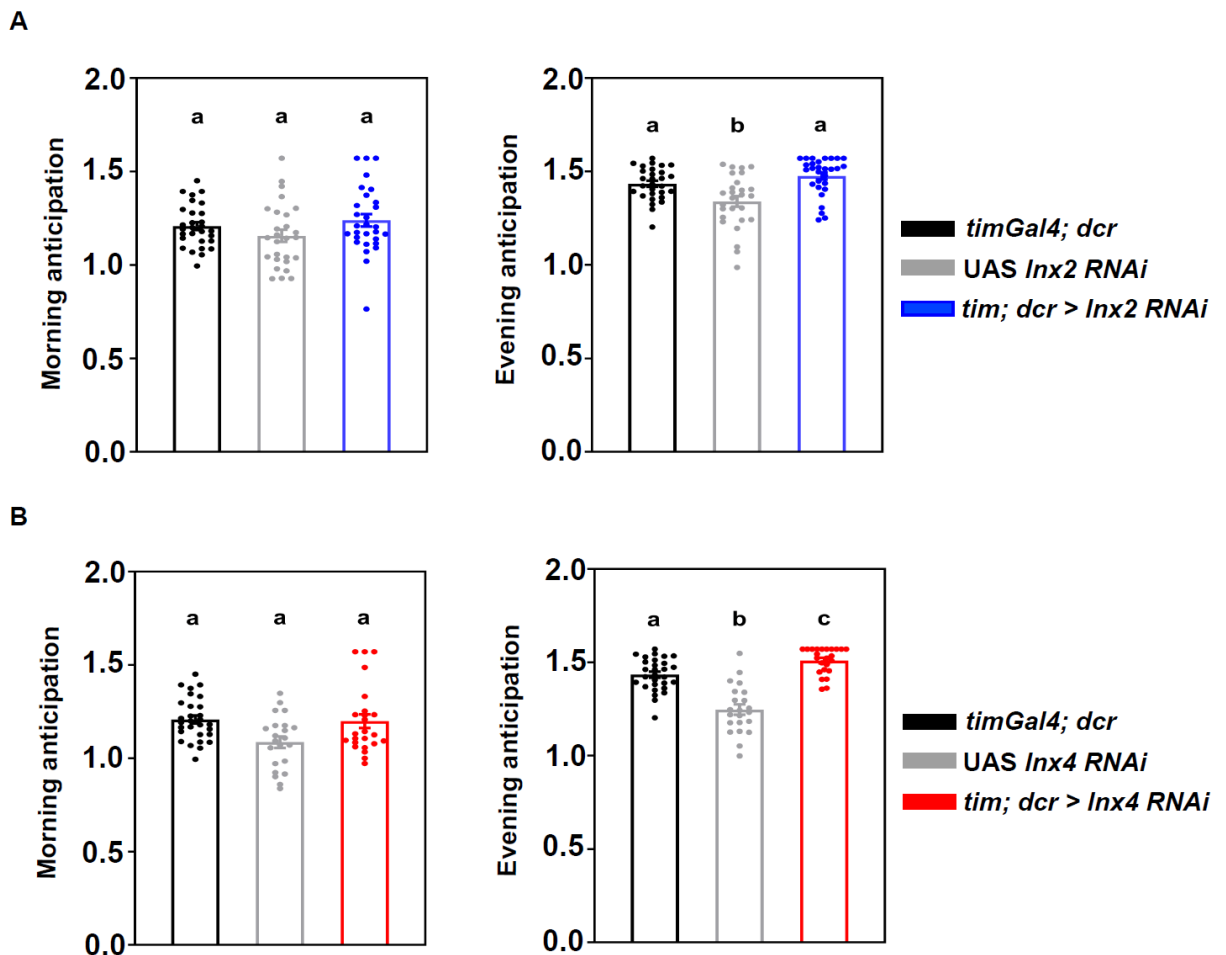 A
Morning anticipation
2.0
1.5
1.0
0.5
0.0
a a a
Evening anticipation
2.0
1.5
1.0
0.5
0.0
a b a
timGal4; dcr
UAS Inx2 RNAi
tim; dcr > Inx2 RNAi
B
Morning anticipation
2.0
1.5
1.0
0.5
0.0
a a a
Evening anticipation
2.0
1.5
1.0
0.5
0.0
a b c
timGal4; dcr
UAS Inx4 RNAi
tim; dcr > Inx4 RNAi